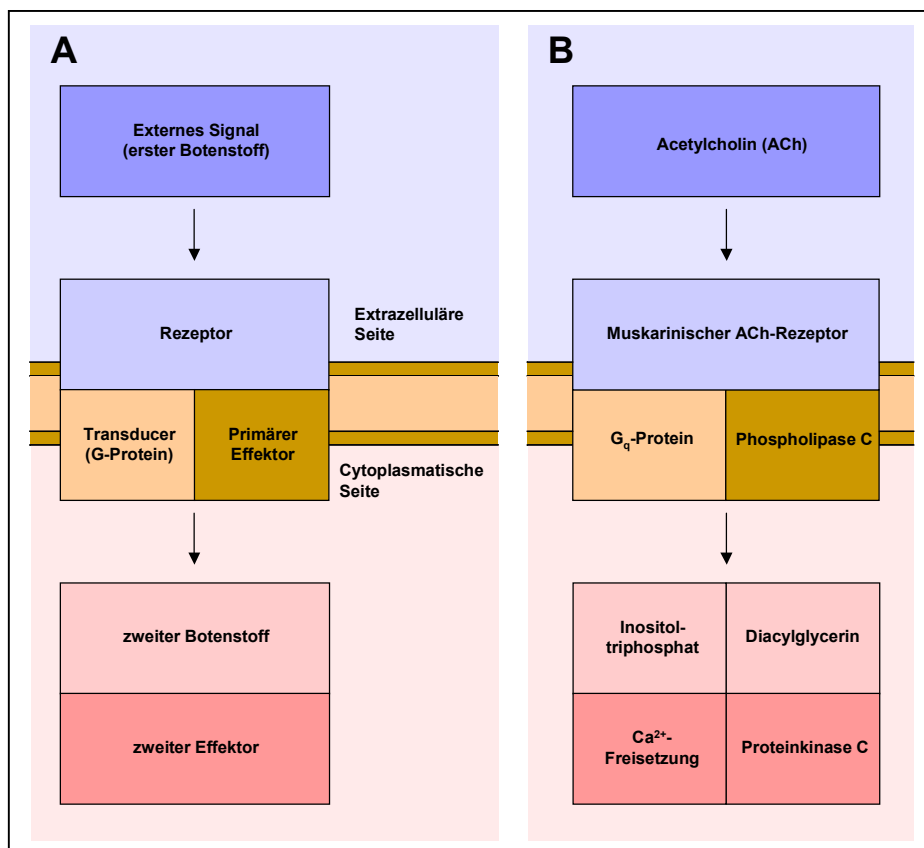 A
Externes Signal
(erster Botenstoff)
Rezeptor
Extrazelluläre
Seite
Transducer
(G-Protein)
Primärer
Effektor
Cytoplasmatische
Seite
zweiter Botenstoff
zweiter Effektor
B
Acetylcholin (ACh)
Muskarinischer ACh-Rezeptor
Gq-Protein
Phospholipase C
Inositol-
triphosphat
Diacylglycerin
Ca²⁺-
Freisetzung
Proteinkinase C